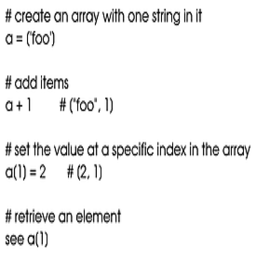 # create an array with one string in it
a = ('foo')
# add items
a + 1 # ("foo", 1)
# set the value at a specific index in the array
a(1) = 2 # (2, 1)
# retrieve an element
see a(1)